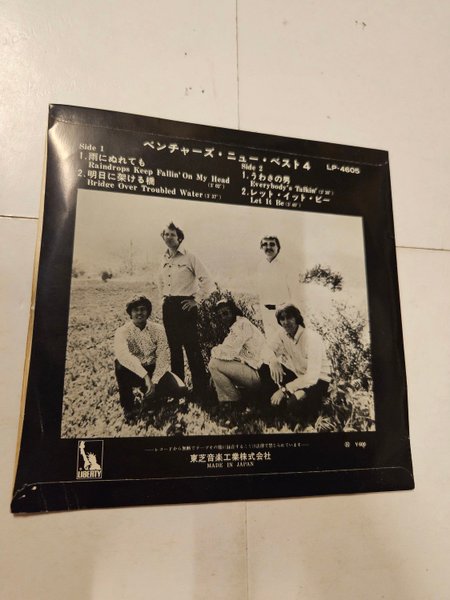 ベンチャーズ・ニュー・ベスト4
LP-4605
Side 1
1. 雨にぬれても
Raindrops Keep Fallin' On My Head
2. 明日に架ける橋
Bridge Over Troubled Water
Side 2
1. うわきの男
Everybody's Talkin'
2. レット・イット・ビー
Let It Be
東芝音楽工業株式会社
MADE IN JAPAN
LIBERTY